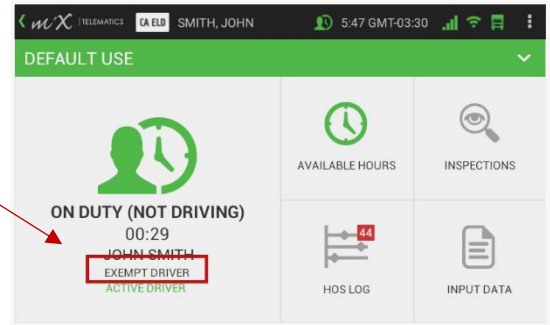 mX TELEMATICS CA ELD SMITH, JOHN 5:47 GMT-03:30
DEFAULT USE
AVAILABLE HOURS
INSPECTIONS
ON DUTY (NOT DRIVING)
00:29
JOHN SMITH
EXEMPT DRIVER
ACTIVE DRIVER
44
HOS LOG
INPUT DATA